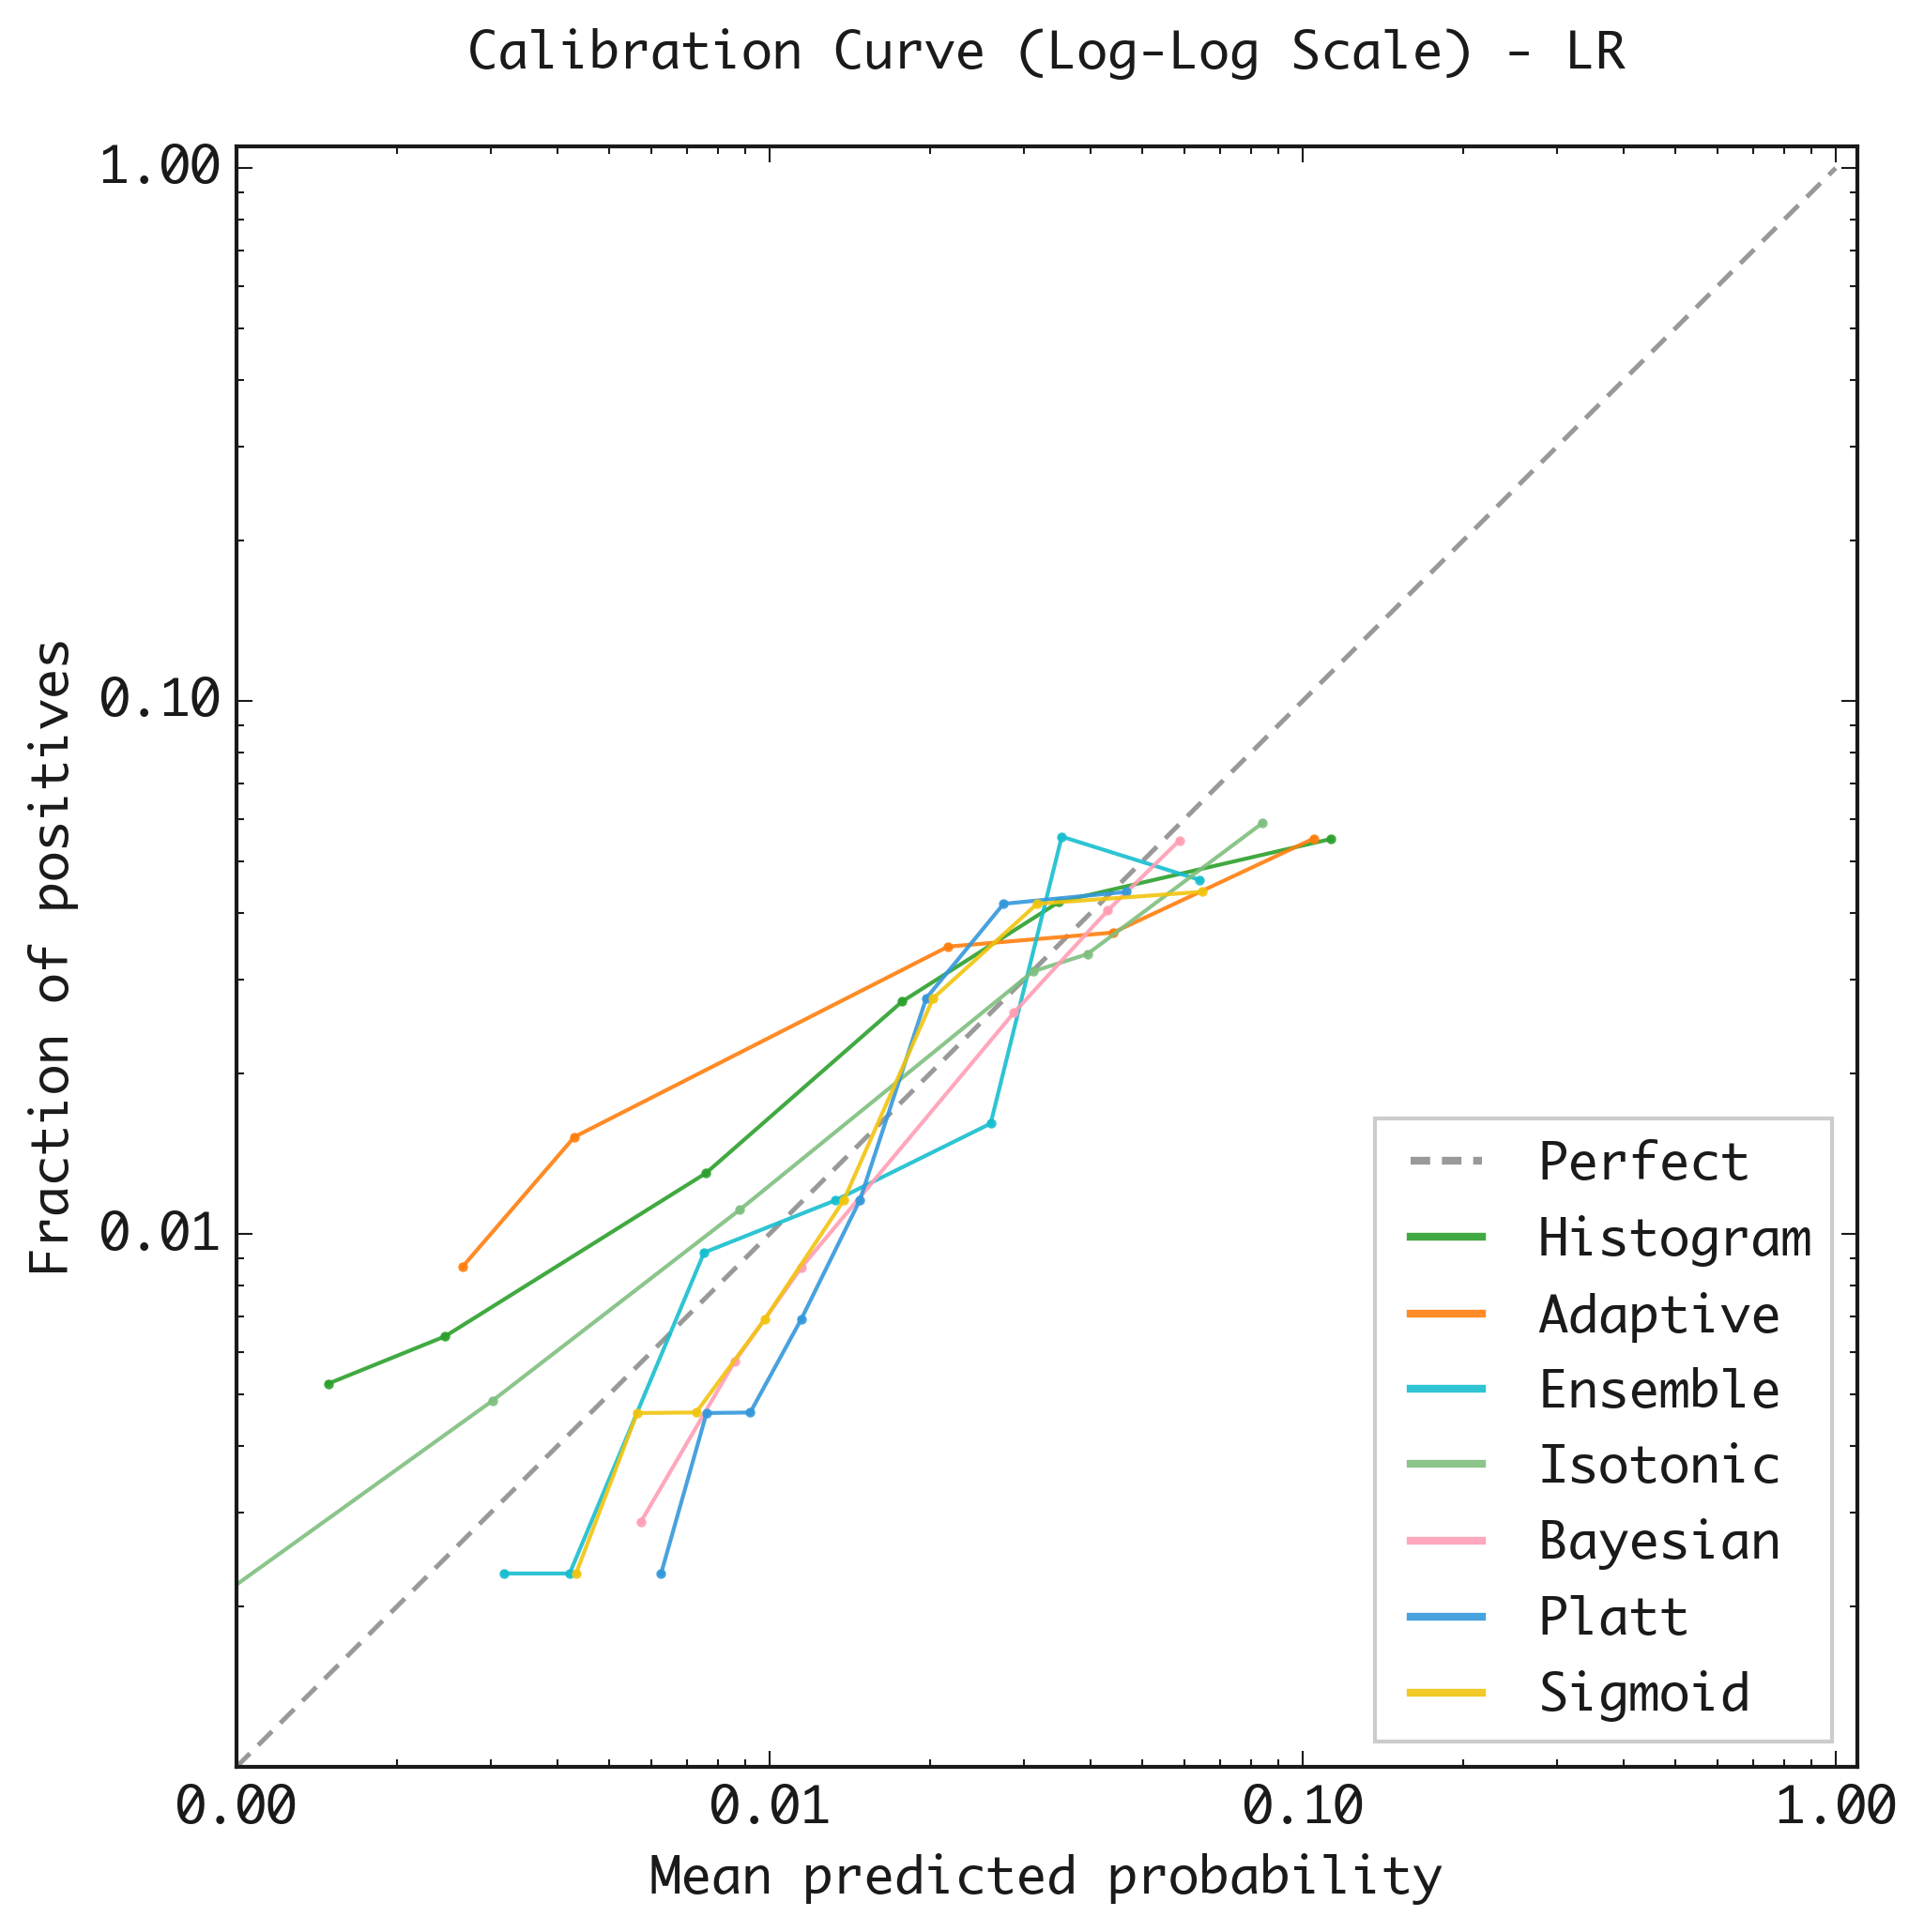 Calibration Curve (Log-Log Scale) - LR
1.00
0.10
0.01
Fraction of positives
Perfect
Histogram
Adaptive
Ensemble
Isotonic
Bayesian
Platt
Sigmoid
0.00
0.01
0.10
1.00
Mean predicted probability